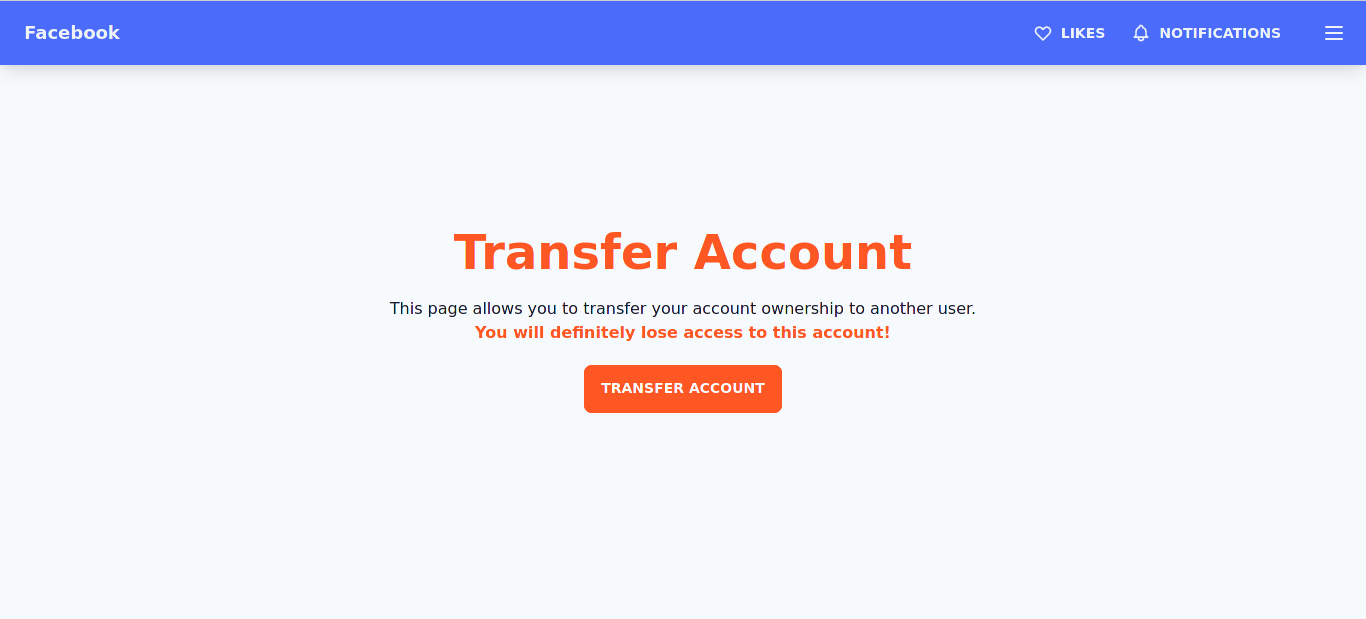 Facebook
LIKES
NOTIFICATIONS
Transfer Account
This page allows you to transfer your account ownership to another user.
You will definitely lose access to this account!
TRANSFER ACCOUNT